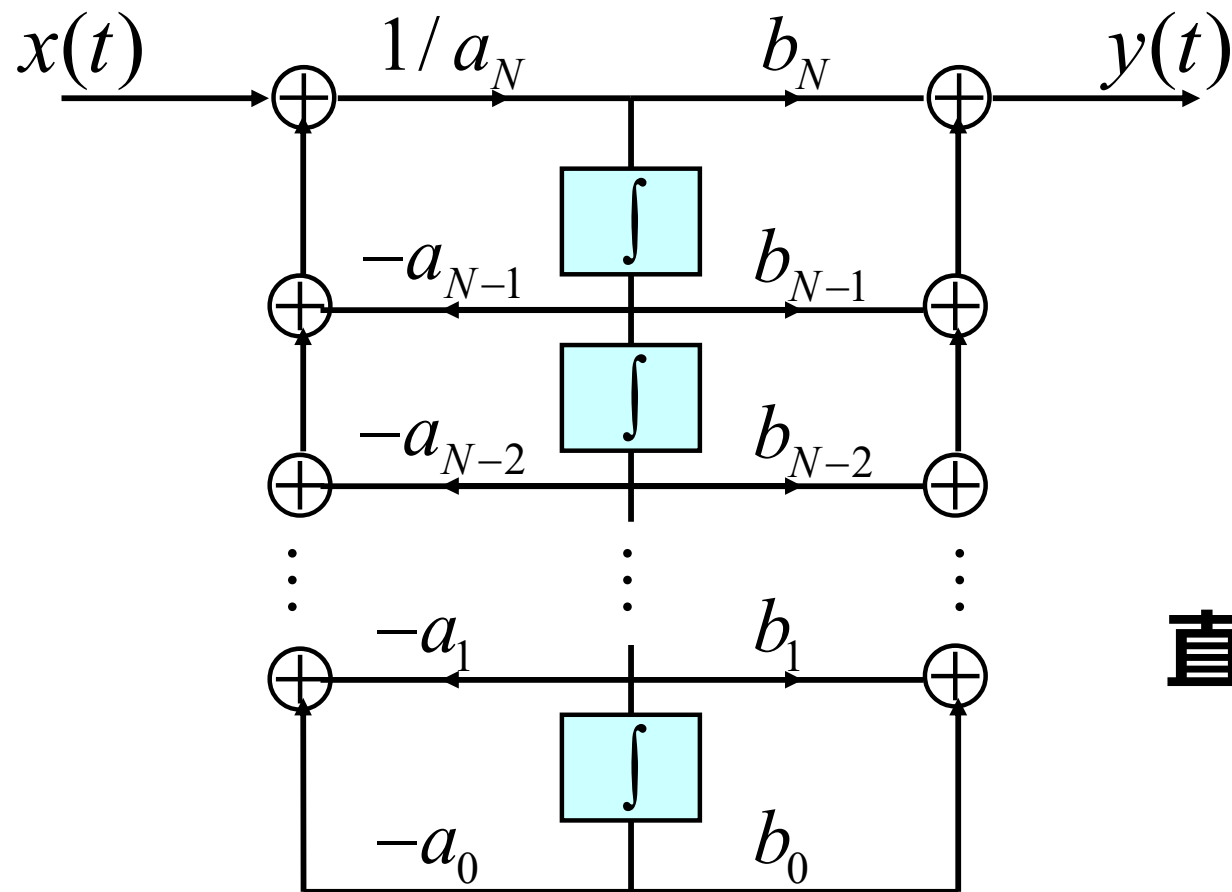 x(t) 1/a_N b_N y(t)
∫
−a_{N−1} b_{N−1}
∫
−a_{N−2} b_{N−2}
−a_1 b_1
∫
−a_0 b_0
直